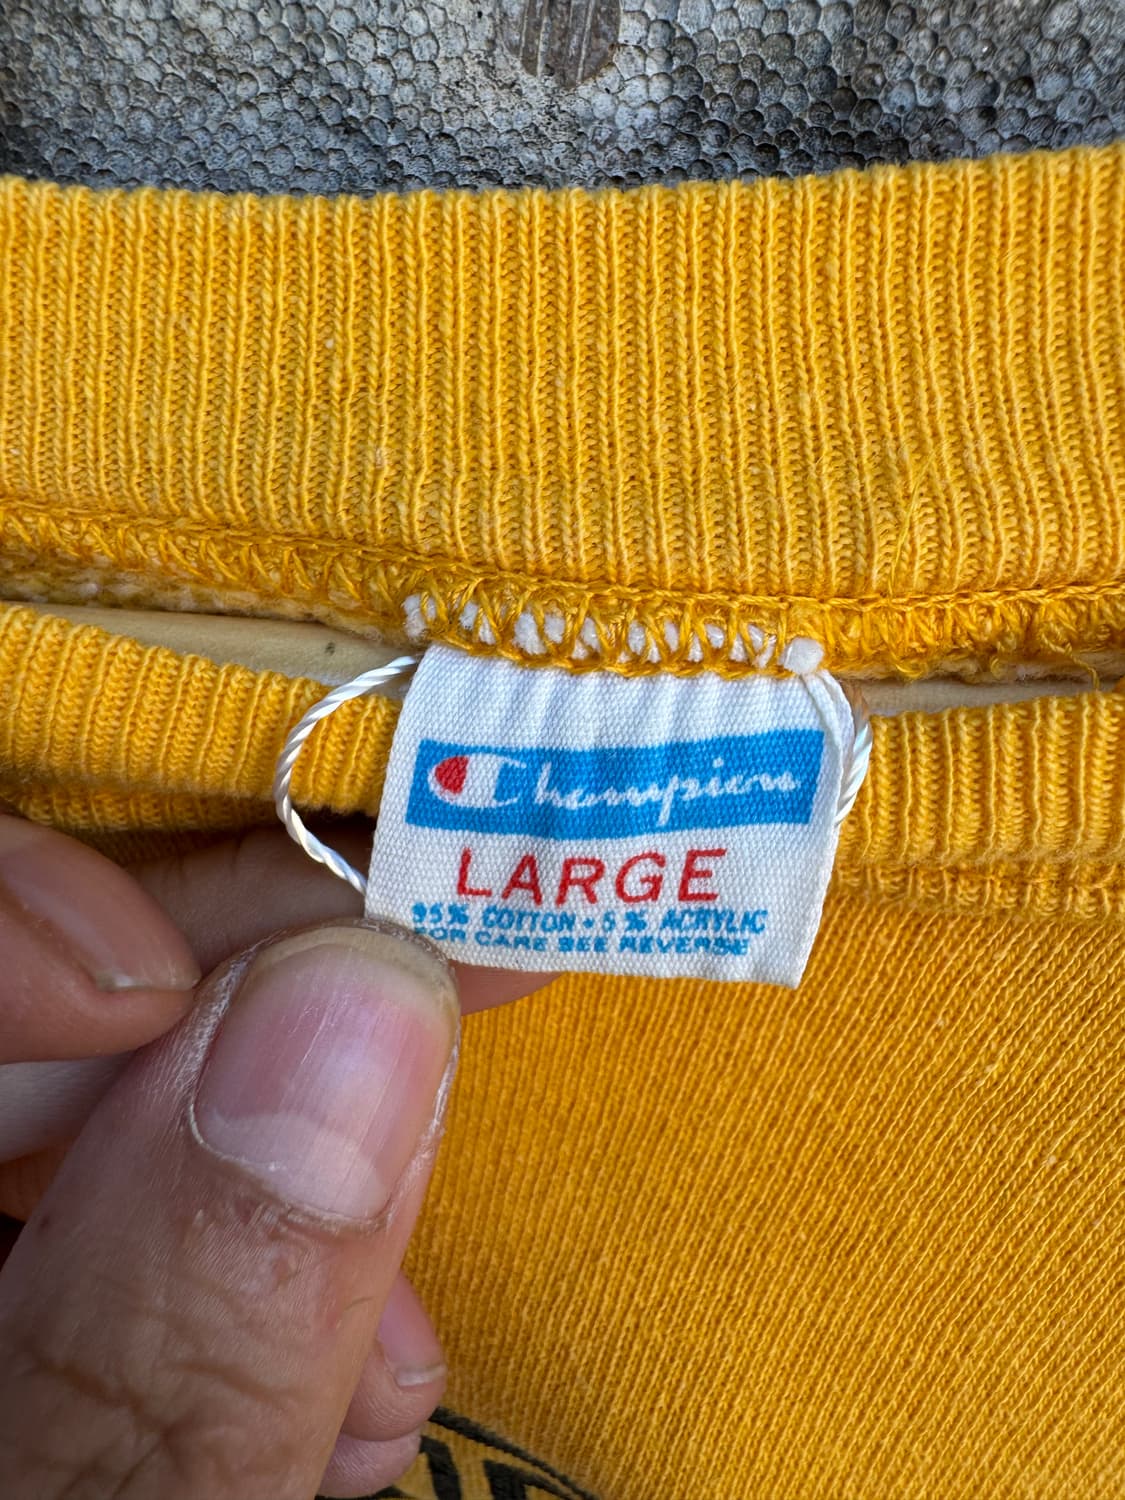 Champion
LARGE
95% COTTON • 5% ACRYLIC
FOR CARE SEE REVERSE